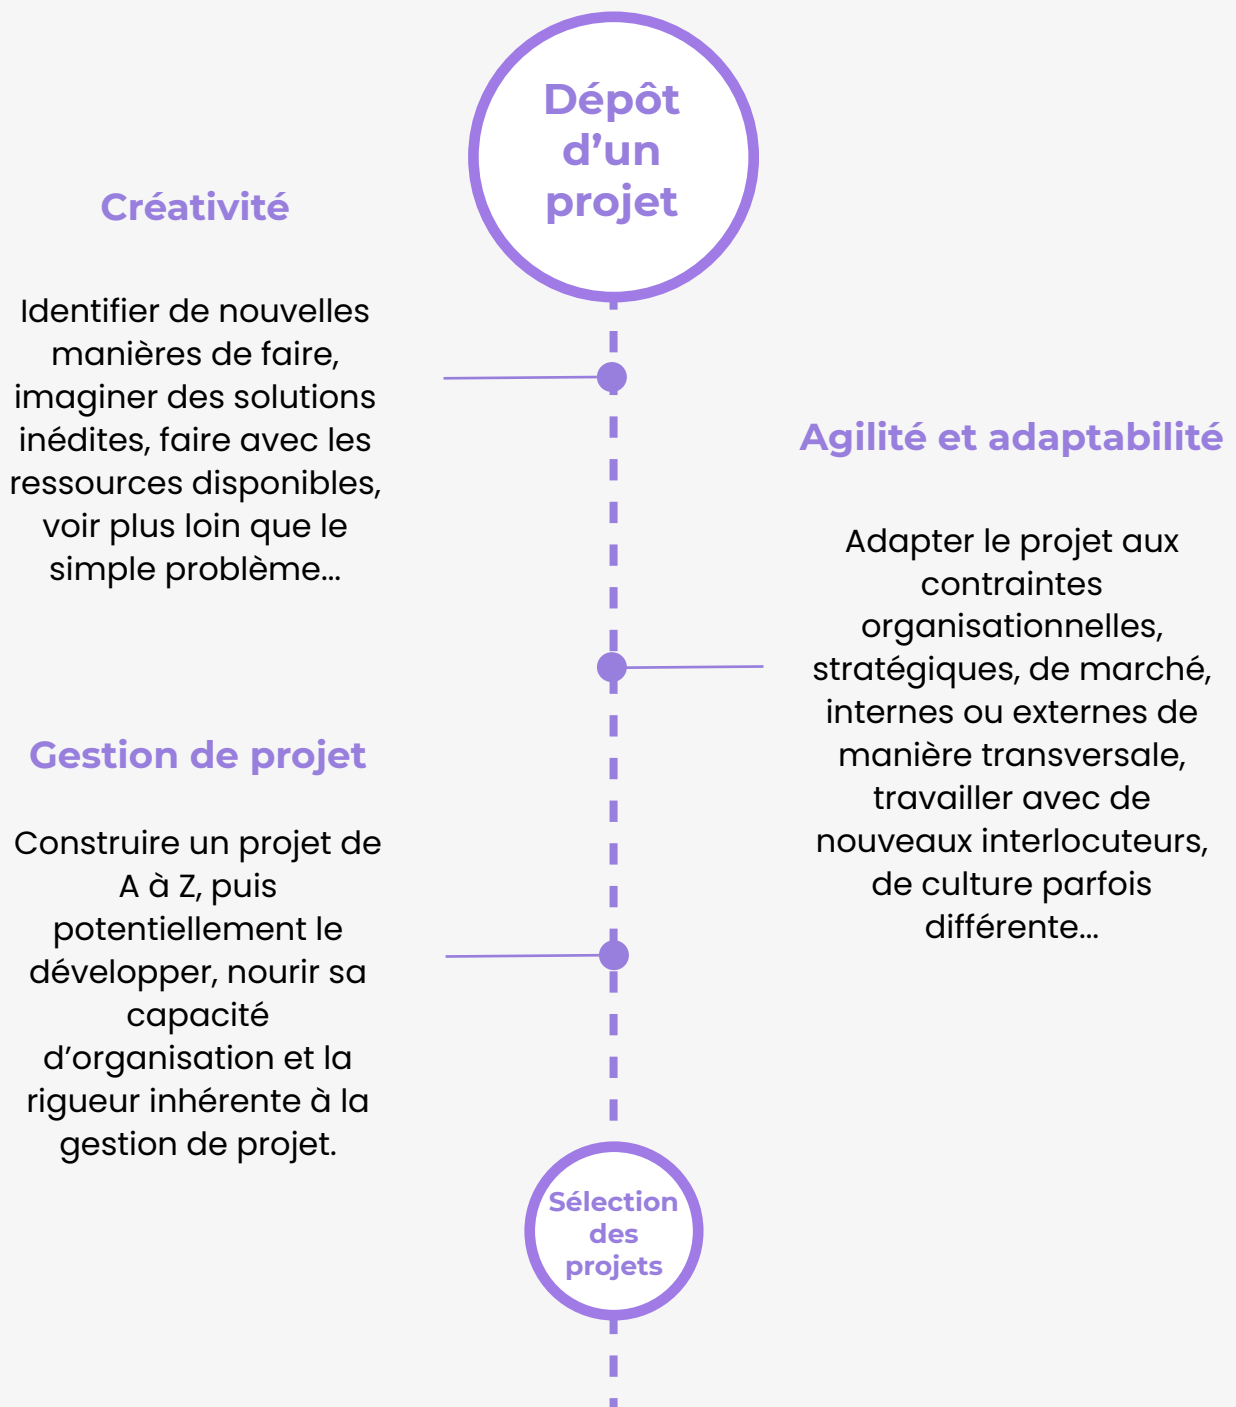 Dépôt
d’un
projet
Créativité
Identifier de nouvelles
manières de faire,
imaginer des solutions
inédites, faire avec les
ressources disponibles,
voir plus loin que le
simple problème...
Agilité et adaptabilité
Adapter le projet aux
contraintes
organisationnelles,
stratégiques, de marché,
internes ou externes de
manière transversale,
travailler avec de
nouveaux interlocuteurs,
de culture parfois
différente...
Gestion de projet
Construire un projet de
A à Z, puis
potentiellement le
développer, nourir sa
capacité
d’organisation et la
rigueur inhérente à la
gestion de projet.
Sélection
des
projets